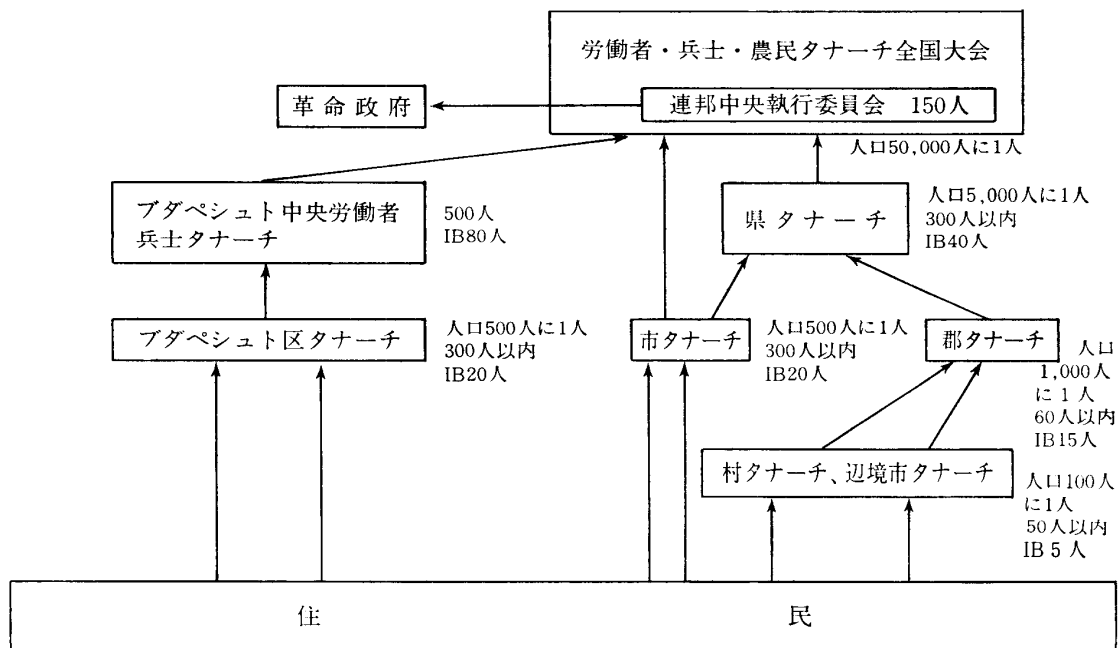 労働者・兵士・農民タナーチ全国大会
革命政府
連邦中央執行委員会 150人
人口50,000人に1人
ブダペシュト中央労働者
兵士タナーチ
500人
IB80人
県タナーチ
人口5,000人に1人
300人以内
IB40人
ブダペシュト区タナーチ
人口500人に1人
300人以内
IB20人
市タナーチ
人口500人に1人
300人以内
IB20人
郡タナーチ
人口
1,000人
に1人
60人以内
IB15人
村タナーチ、辺境市タナーチ
人口100人
に1人
50人以内
IB5人
住民